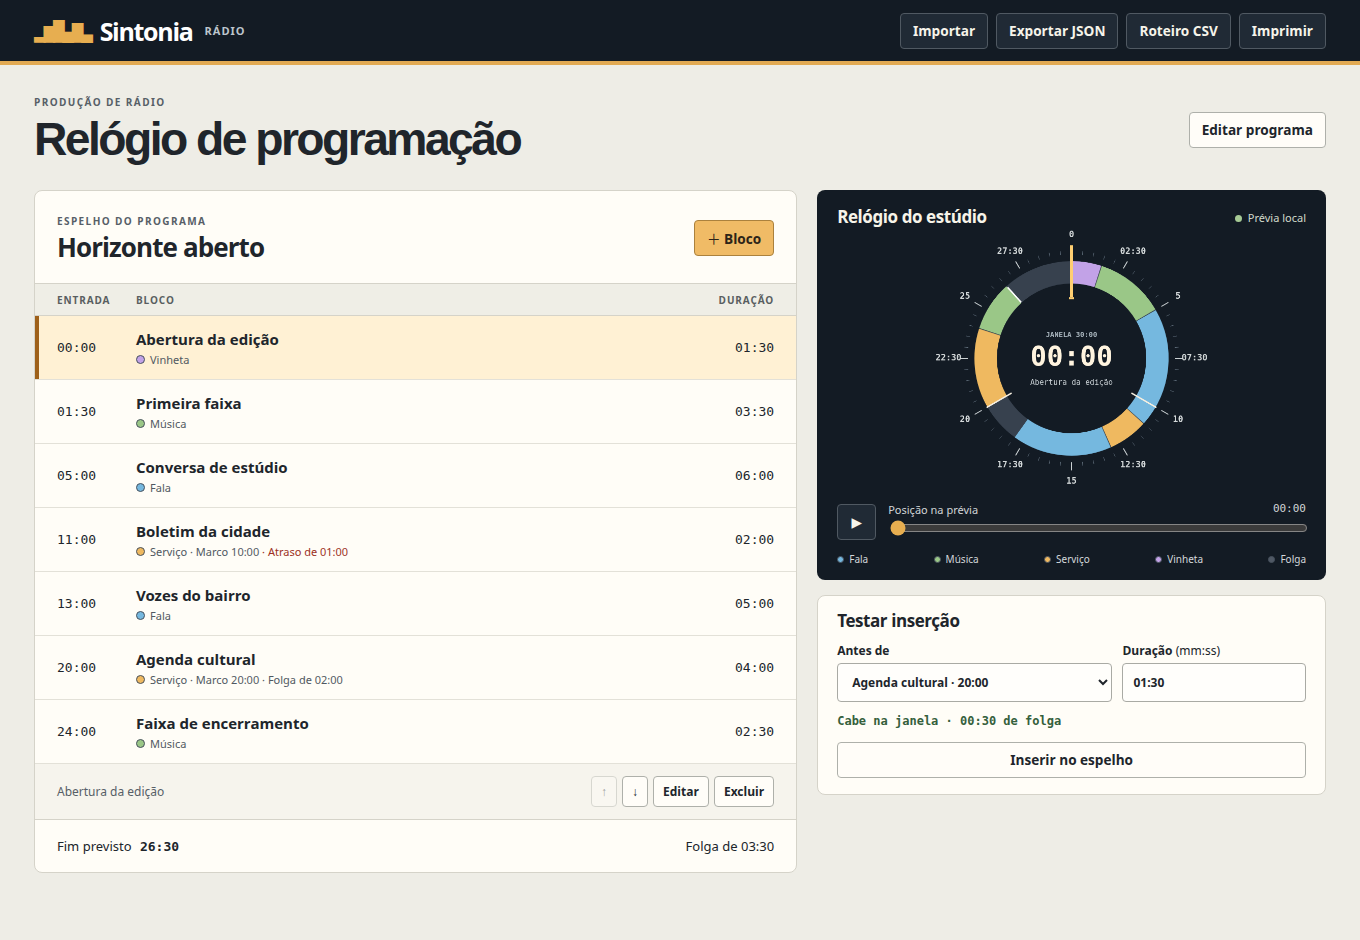 Sintonia RÁDIO
Importar
Exportar JSON
Roteiro CSV
Imprimir
PRODUÇÃO DE RÁDIO
Relógio de programação
Editar programa
ESPELHO DO PROGRAMA
Horizonte aberto
+ Bloco
ENTRADA BLOCO DURAÇÃO
00:00 Abertura da edição 01:30
Vinheta
01:30 Primeira faixa 03:30
Música
05:00 Conversa de estúdio 06:00
Fala
11:00 Boletim da cidade 02:00
Serviço · Marco 10:00 · Atraso de 01:00
13:00 Vozes do bairro 05:00
Fala
20:00 Agenda cultural 04:00
Serviço · Marco 20:00 · Folga de 02:00
24:00 Faixa de encerramento 02:30
Música
Abertura da edição
↑ ↓ Editar Excluir
Fim previsto 26:30
Folga de 03:30
Relógio do estúdio
Prévia local
0
02:30
5
07:30
10
12:30
15
17:30
20
22:30
25
27:30
JANELA 30:00
00:00
Abertura da edição
▶
Posição na prévia 00:00
Fala Música Serviço Vinheta Folga
Testar inserção
Antes de
Agenda cultural · 20:00
Duração (mm:ss)
01:30
Cabe na janela · 00:30 de folga
Inserir no espelho